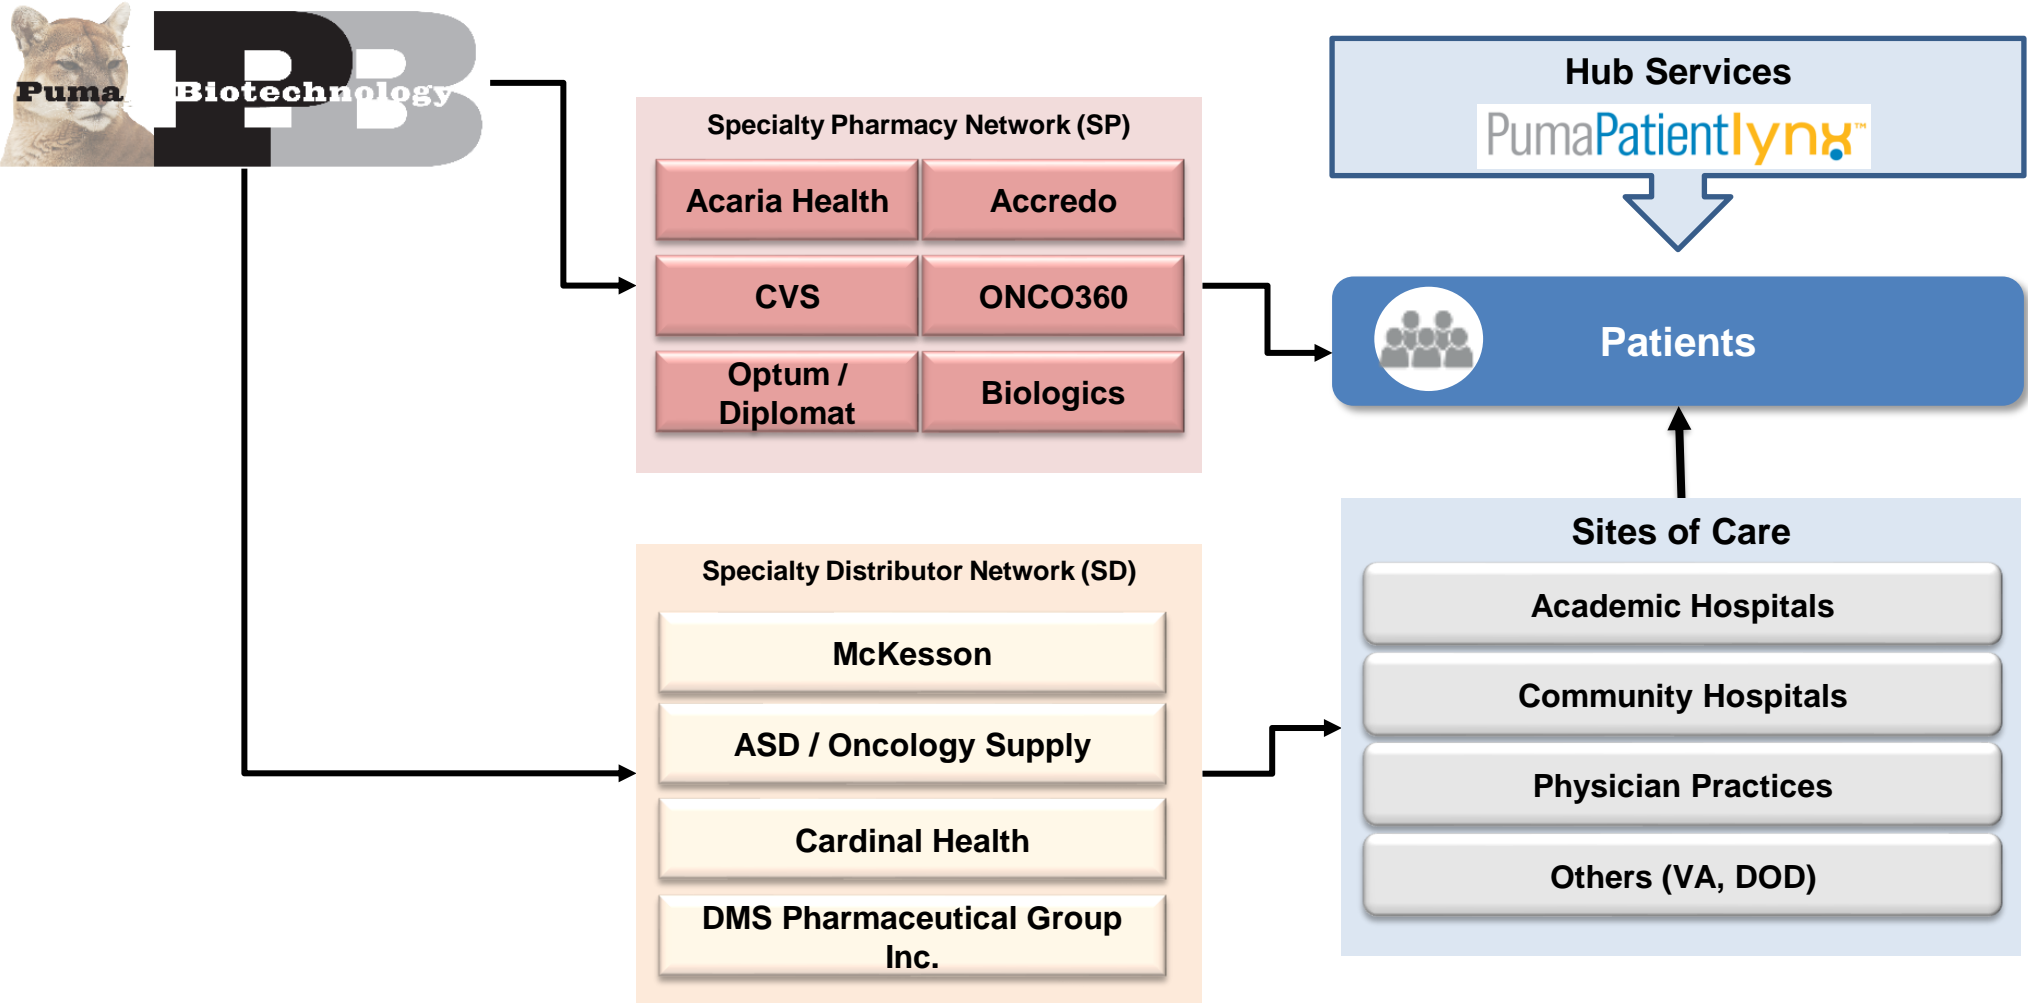 Puma Biotechnology
Specialty Pharmacy Network (SP)
Acaria Health
Accredo
CVS
ONCO360
Optum /
Diplomat
Biologics
Hub Services
PumaPatientlynx™
Patients
Specialty Distributor Network (SD)
McKesson
ASD / Oncology Supply
Cardinal Health
DMS Pharmaceutical Group
Inc.
Sites of Care
Academic Hospitals
Community Hospitals
Physician Practices
Others (VA, DOD)